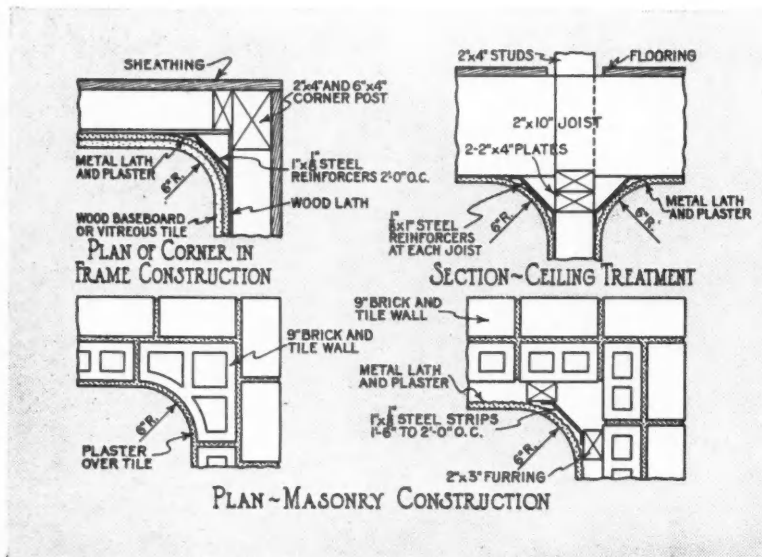 SHEATHING
2"x4" AND 6"x4"
CORNER POST
METAL LATH
AND PLASTER
6"R.
1"x⅛" STEEL
REINFORCERS 2'-0"O.C.
WOOD LATH
WOOD BASEBOARD
OR VITREOUS TILE
PLAN OF CORNER IN
FRAME CONSTRUCTION
2"x4" STUDS
FLOORING
2"x10" JOIST
2-2"x4" PLATES
METAL LATH
AND PLASTER
6"R.
6"R.
⅛"x1" STEEL
REINFORCERS
AT EACH JOIST
SECTION~CEILING TREATMENT
9" BRICK AND
TILE WALL
6"R.
PLASTER
OVER TILE
9" BRICK AND
TILE WALL
METAL LATH
AND PLASTER
1"x⅛" STEEL STRIPS
1'-6" TO 2'-0" O.C.
6"R.
2"x3" FURRING
PLAN~MASONRY CONSTRUCTION